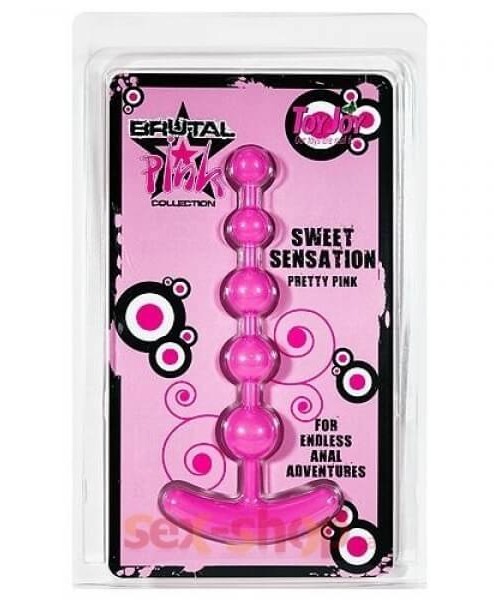 BRUTAL
Pink
COLLECTION
ToyJoy
SWEET
SENSATION
PRETTY PINK
FOR
ENDLESS
ANAL
ADVENTURES
sex-shop